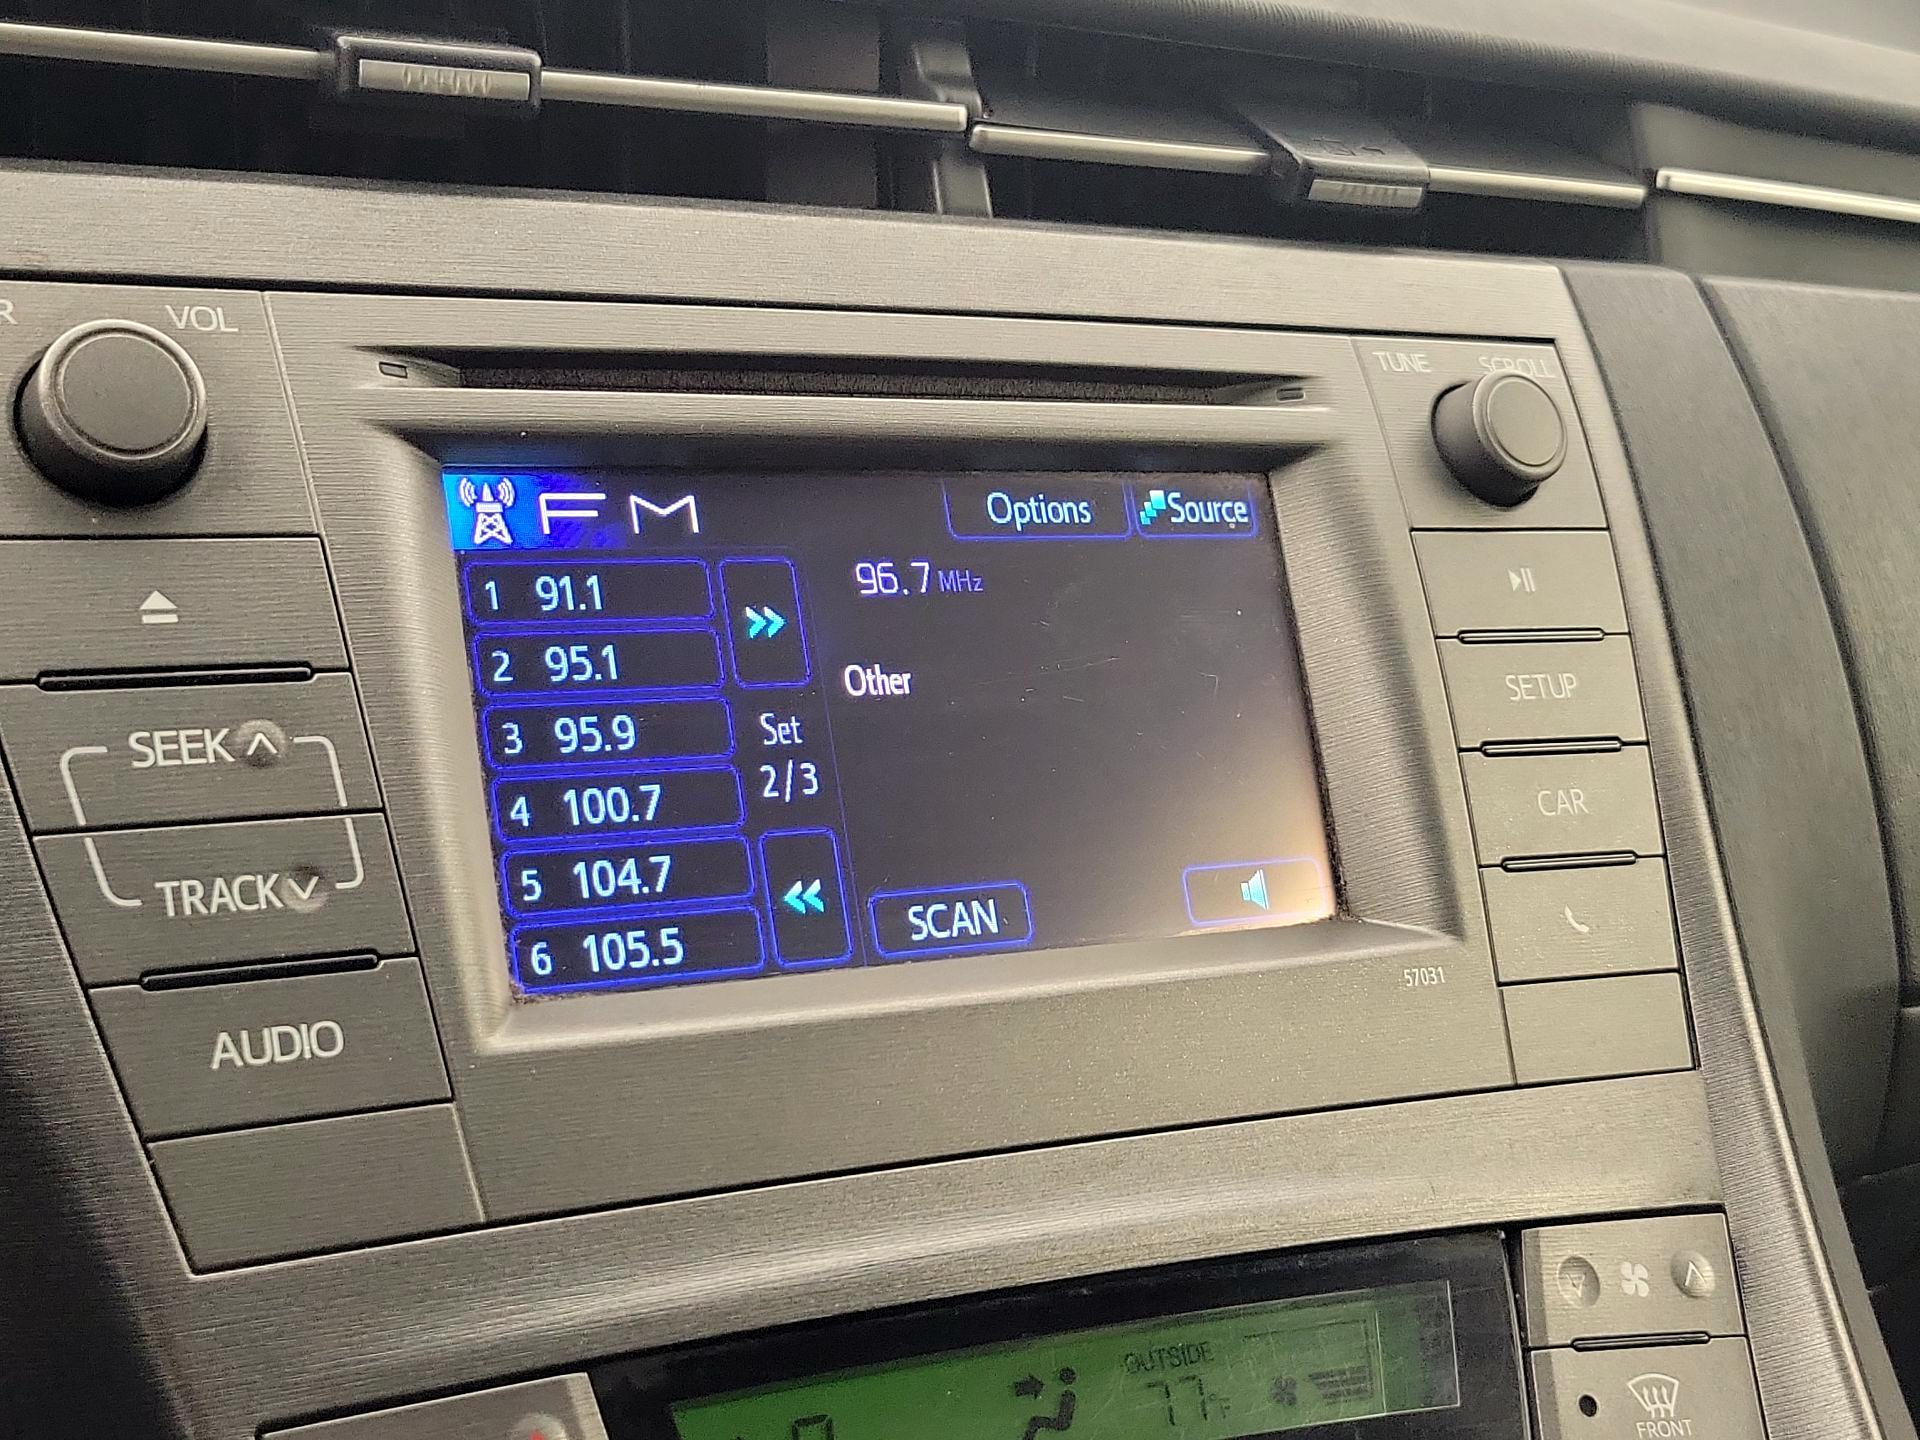 VOL
TUNE SCROLL
FM
Options
Source
1 91.1
2 95.1
3 95.9
4 100.7
5 104.7
6 105.5
Set
2/3
96.7 MHz
Other
SCAN
SEEK
TRACK
AUDIO
SETUP
CAR
57031
OUTSIDE
77F
FRONT